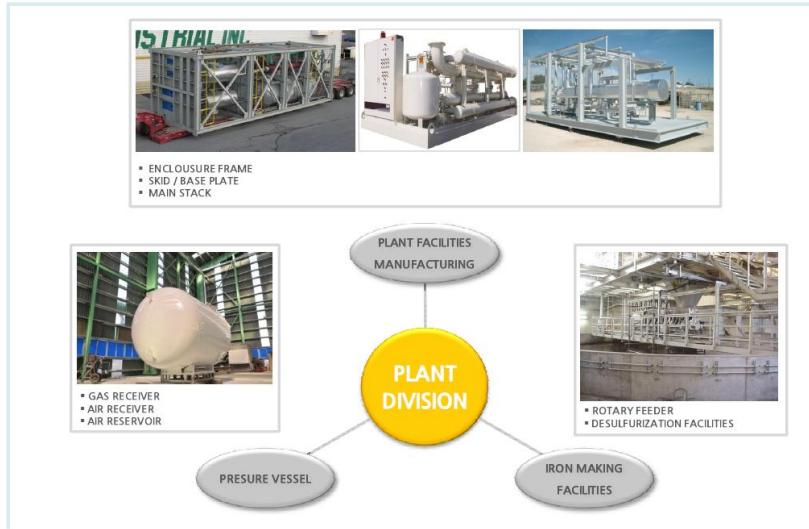 STRIAL INC.
▪ ENCLOUSURE FRAME
▪ SKID / BASE PLATE
▪ MAIN STACK
PLANT FACILITIES
MANUFACTURING
▪ GAS RECEIVER
▪ AIR RECEIVER
▪ AIR RESERVOIR
PLANT
DIVISION
▪ ROTARY FEEDER
▪ DESULFURIZATION FACILITIES
PRESURE VESSEL
IRON MAKING
FACILITIES